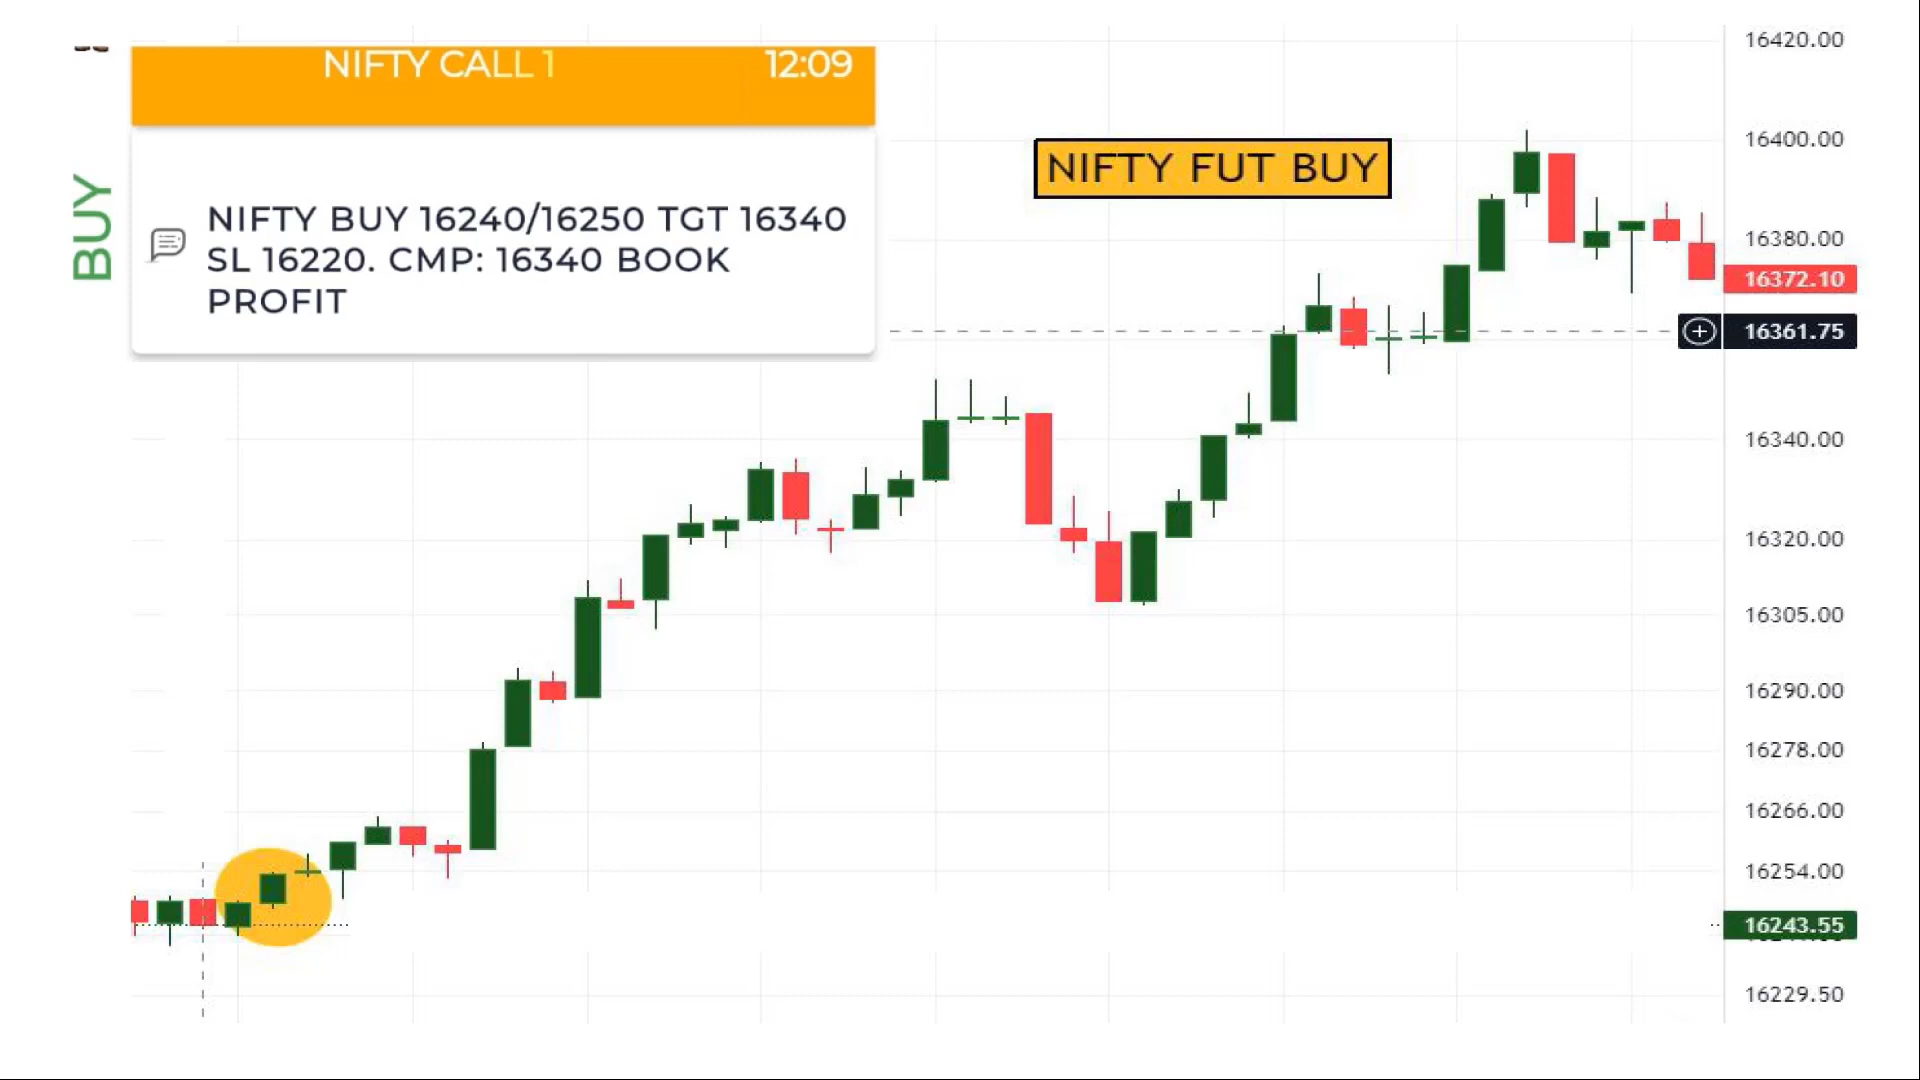 NIFTY CALL 1 12:09
BUY
NIFTY BUY 16240/16250 TGT 16340
SL 16220. CMP: 16340 BOOK
PROFIT
NIFTY FUT BUY
16420.00
16400.00
16380.00
16372.10
16361.75
16340.00
16320.00
16305.00
16290.00
16278.00
16266.00
16254.00
16243.55
16229.50